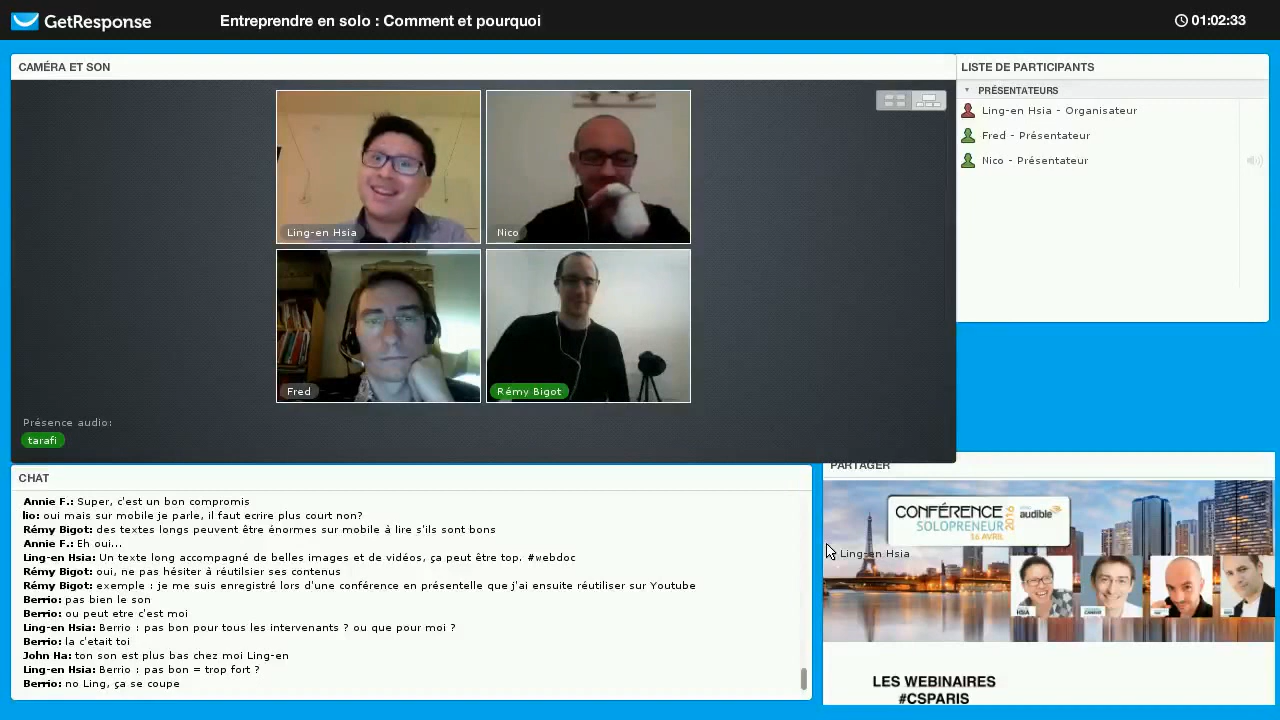 GetResponse
Entreprendre en solo : Comment et pourquoi
01:02:33
CAMÉRA ET SON
LISTE DE PARTICIPANTS
PRÉSENTATEURS
Ling-en Hsia - Organisateur
Fred - Présentateur
Nico - Présentateur
Ling-en Hsia
Nico
Fred
Rémy Bigot
Présence audio:
tarafi
CHAT
Annie F.: Super, c'est un bon compromis
lio: oui mais sur mobile je parle, il faut ecrire plus court non?
Rémy Bigot: des textes longs peuvent être énormes sur mobile à lire s'ils sont bons
Annie F.: Eh oui...
Ling-en Hsia: Un texte long accompagné de belles images et de vidéos, ça peut être top. #webdoc
Rémy Bigot: oui, ne pas hésiter à réutilsier ses contenus
Rémy Bigot: exemple : je me suis enregistré lors d'une conférence en présentelle que j'ai ensuite réutiliser sur Youtube
Berrio: pas bien le son
Berrio: ou peut etre c'est moi
Ling-en Hsia: Berrio : pas bon pour tous les intervenants ? ou que pour moi ?
Berrio: la c'etait toi
John Ha: ton son est plus bas chez moi Ling-en
Ling-en Hsia: Berrio : pas bon = trop fort ?
Berrio: no Ling, ça se coupe
PARTAGER
CONFÉRENCE
SOLOPRENEUR
2016
audible
16 AVRIL
Ling-en Hsia
HSIA
LES WEBINAIRES
#CSPARIS